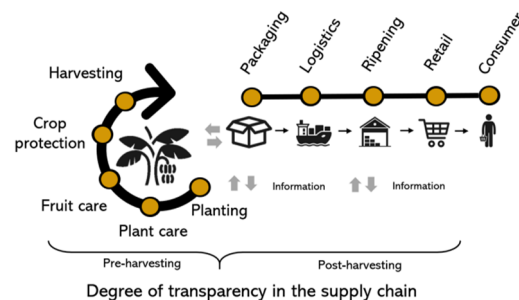 Packaging
Logistics
Ripening
Retail
Consumer
Harvesting
Crop
protection
Fruit care
Plant care
Planting
Information
Information
Pre-harvesting
Post-harvesting
Degree of transparency in the supply chain